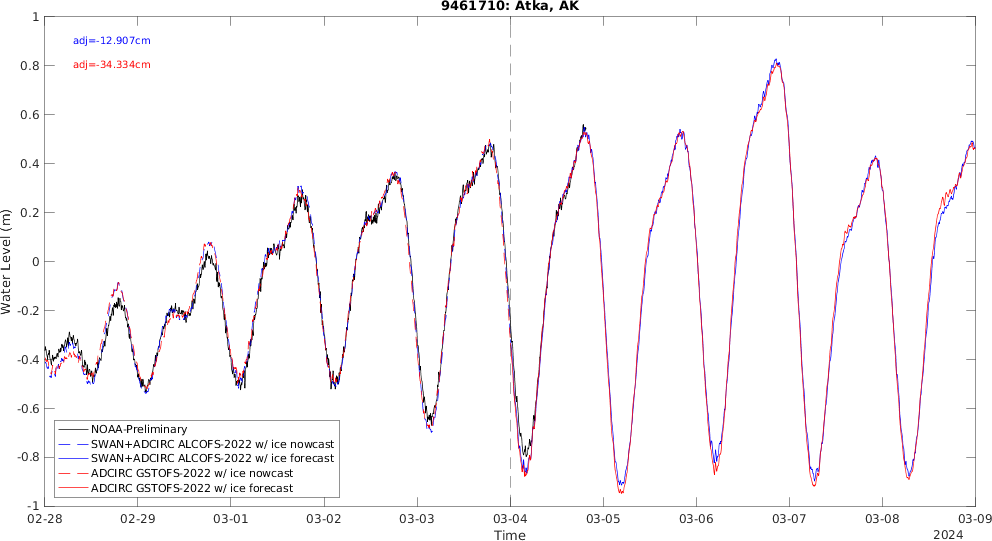 9461710: Atka, AK
adj=-12.907cm
adj=-34.334cm
1
0.8
0.6
0.4
0.2
0
-0.2
-0.4
-0.6
-0.8
-1
Water Level (m)
NOAA-Preliminary
SWAN+ADCIRC ALCOFS-2022 w/ ice nowcast
SWAN+ADCIRC ALCOFS-2022 w/ ice forecast
ADCIRC GSTOFS-2022 w/ ice nowcast
ADCIRC GSTOFS-2022 w/ ice forecast
02-28 02-29 03-01 03-02 03-03 03-04 03-05 03-06 03-07 03-08 03-09
Time
2024